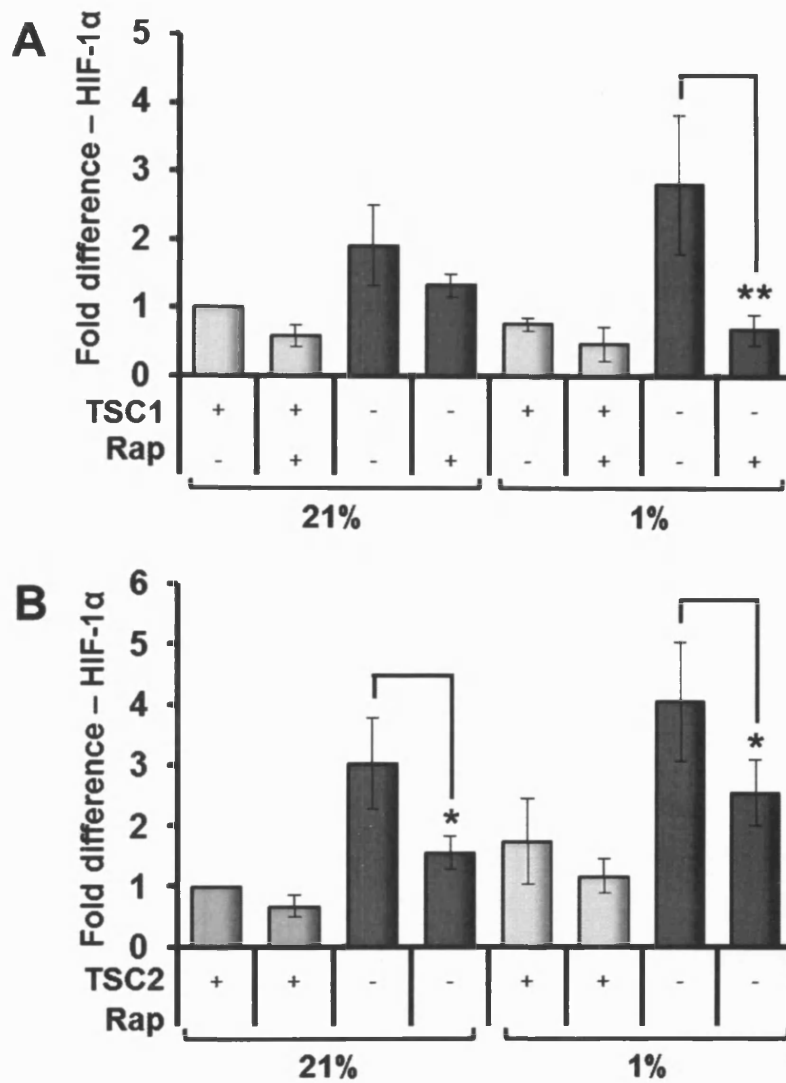 A
Fold difference – HIF-1α
5
4
3
2
1
0
**
TSC1 + + - - + + - -
Rap - + - + - + - +
21% 1%
B
Fold difference – HIF-1α
6
5
4
3
2
1
0
* *
TSC2 + + - - + + - -
Rap
21% 1%